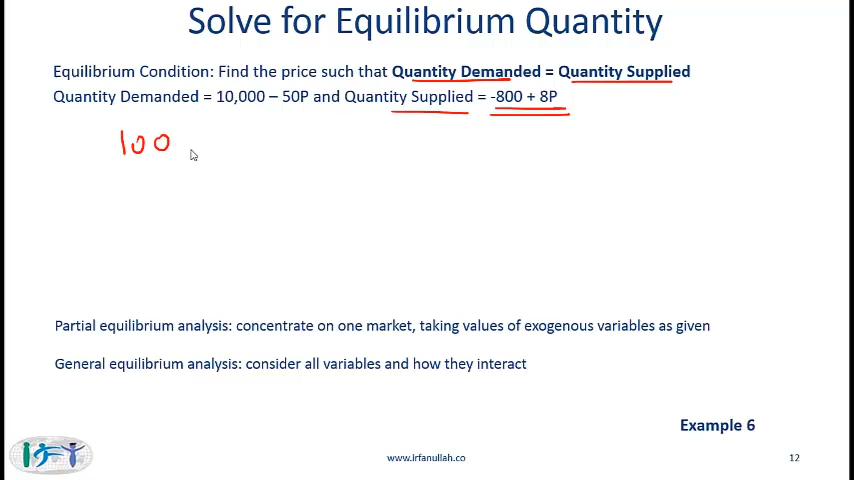 Solve for Equilibrium Quantity
Equilibrium Condition: Find the price such that Quantity Demanded = Quantity Supplied
Quantity Demanded = 10,000 – 50P and Quantity Supplied = -800 + 8P
100
Partial equilibrium analysis: concentrate on one market, taking values of exogenous variables as given
General equilibrium analysis: consider all variables and how they interact
Example 6
www.irfanullah.co
12